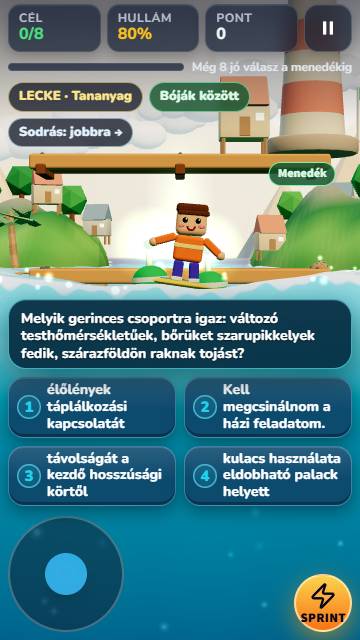 CÉL
0/8
HULLÁM
80%
PONT
0
Még 8 jó válasz a menedékig
LECKE · Tananyag
Bóják között
Sodrás: jobbra →
Menedék
Melyik gerinces csoportra igaz: változó
testhőmérsékletűek, bőrüket szarupikkelyek
fedik, szárazföldön raknak tojást?
1
élőlények
táplálkozási
kapcsolatát
2
Kell
megcsinálnom a
házi feladatom.
3
távolságát a
kezdő hosszúsági
körtől
4
kulacs használata
eldobható palack
helyett
SPRINT